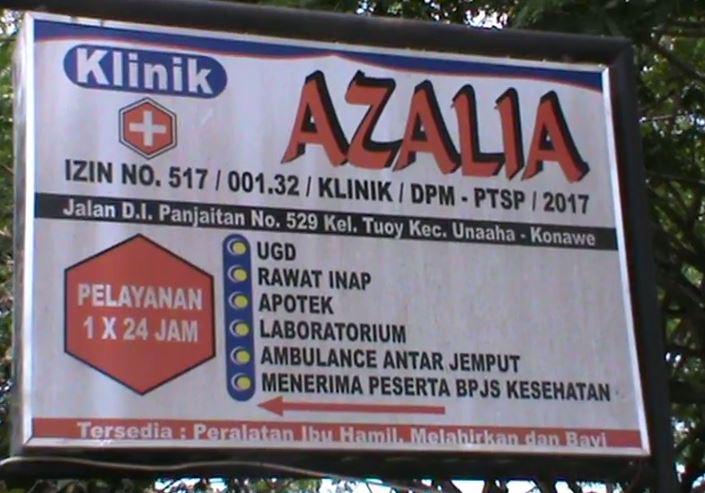 Klinik
AZALIA
IZIN NO. 517 / 001.32 / KLINIK / DPM - PTSP / 2017
Jalan D.I. Panjaitan No. 529 Kel. Tuoy Kec. Unaaha - Konawe
PELAYANAN
1 X 24 JAM
UGD
RAWAT INAP
APOTEK
LABORATORIUM
AMBULANCE ANTAR JEMPUT
MENERIMA PESERTA BPJS KESEHATAN
Tersedia : Peralatan Ibu Hamil, Melahirkan dan Bayi